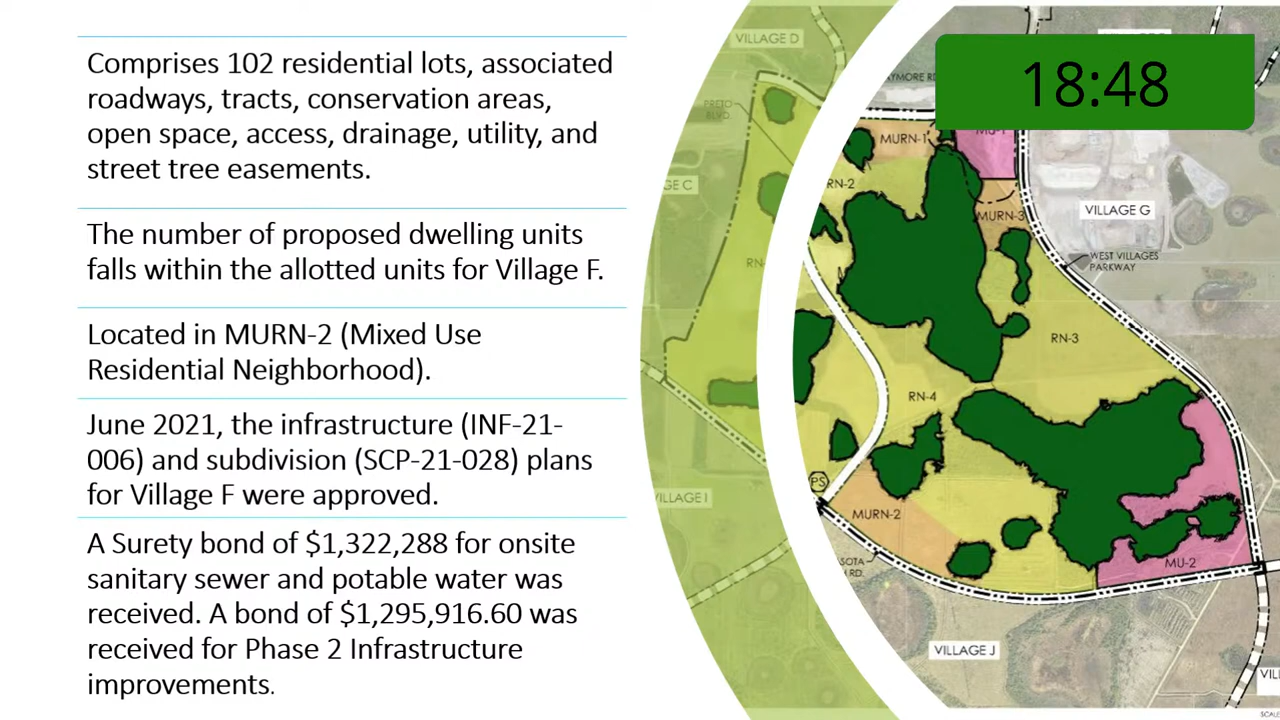 Comprises 102 residential lots, associated
roadways, tracts, conservation areas,
open space, access, drainage, utility, and
street tree easements.
The number of proposed dwelling units
falls within the allotted units for Village F.
Located in MURN-2 (Mixed Use
Residential Neighborhood).
June 2021, the infrastructure (INF-21-
006) and subdivision (SCP-21-028) plans
for Village F were approved.
A Surety bond of $1,322,288 for onsite
sanitary sewer and potable water was
received. A bond of $1,295,916.60 was
received for Phase 2 Infrastructure
improvements.
18:48
VILLAGE D
PRETO
BLVD.
MURN-1
RN-2
MURN-3
VILLAGE G
WEST VILLAGES
PARKWAY
RN-3
RN-4
PS
MURN-2
MU-2
VILLAGE I
VILLAGE J